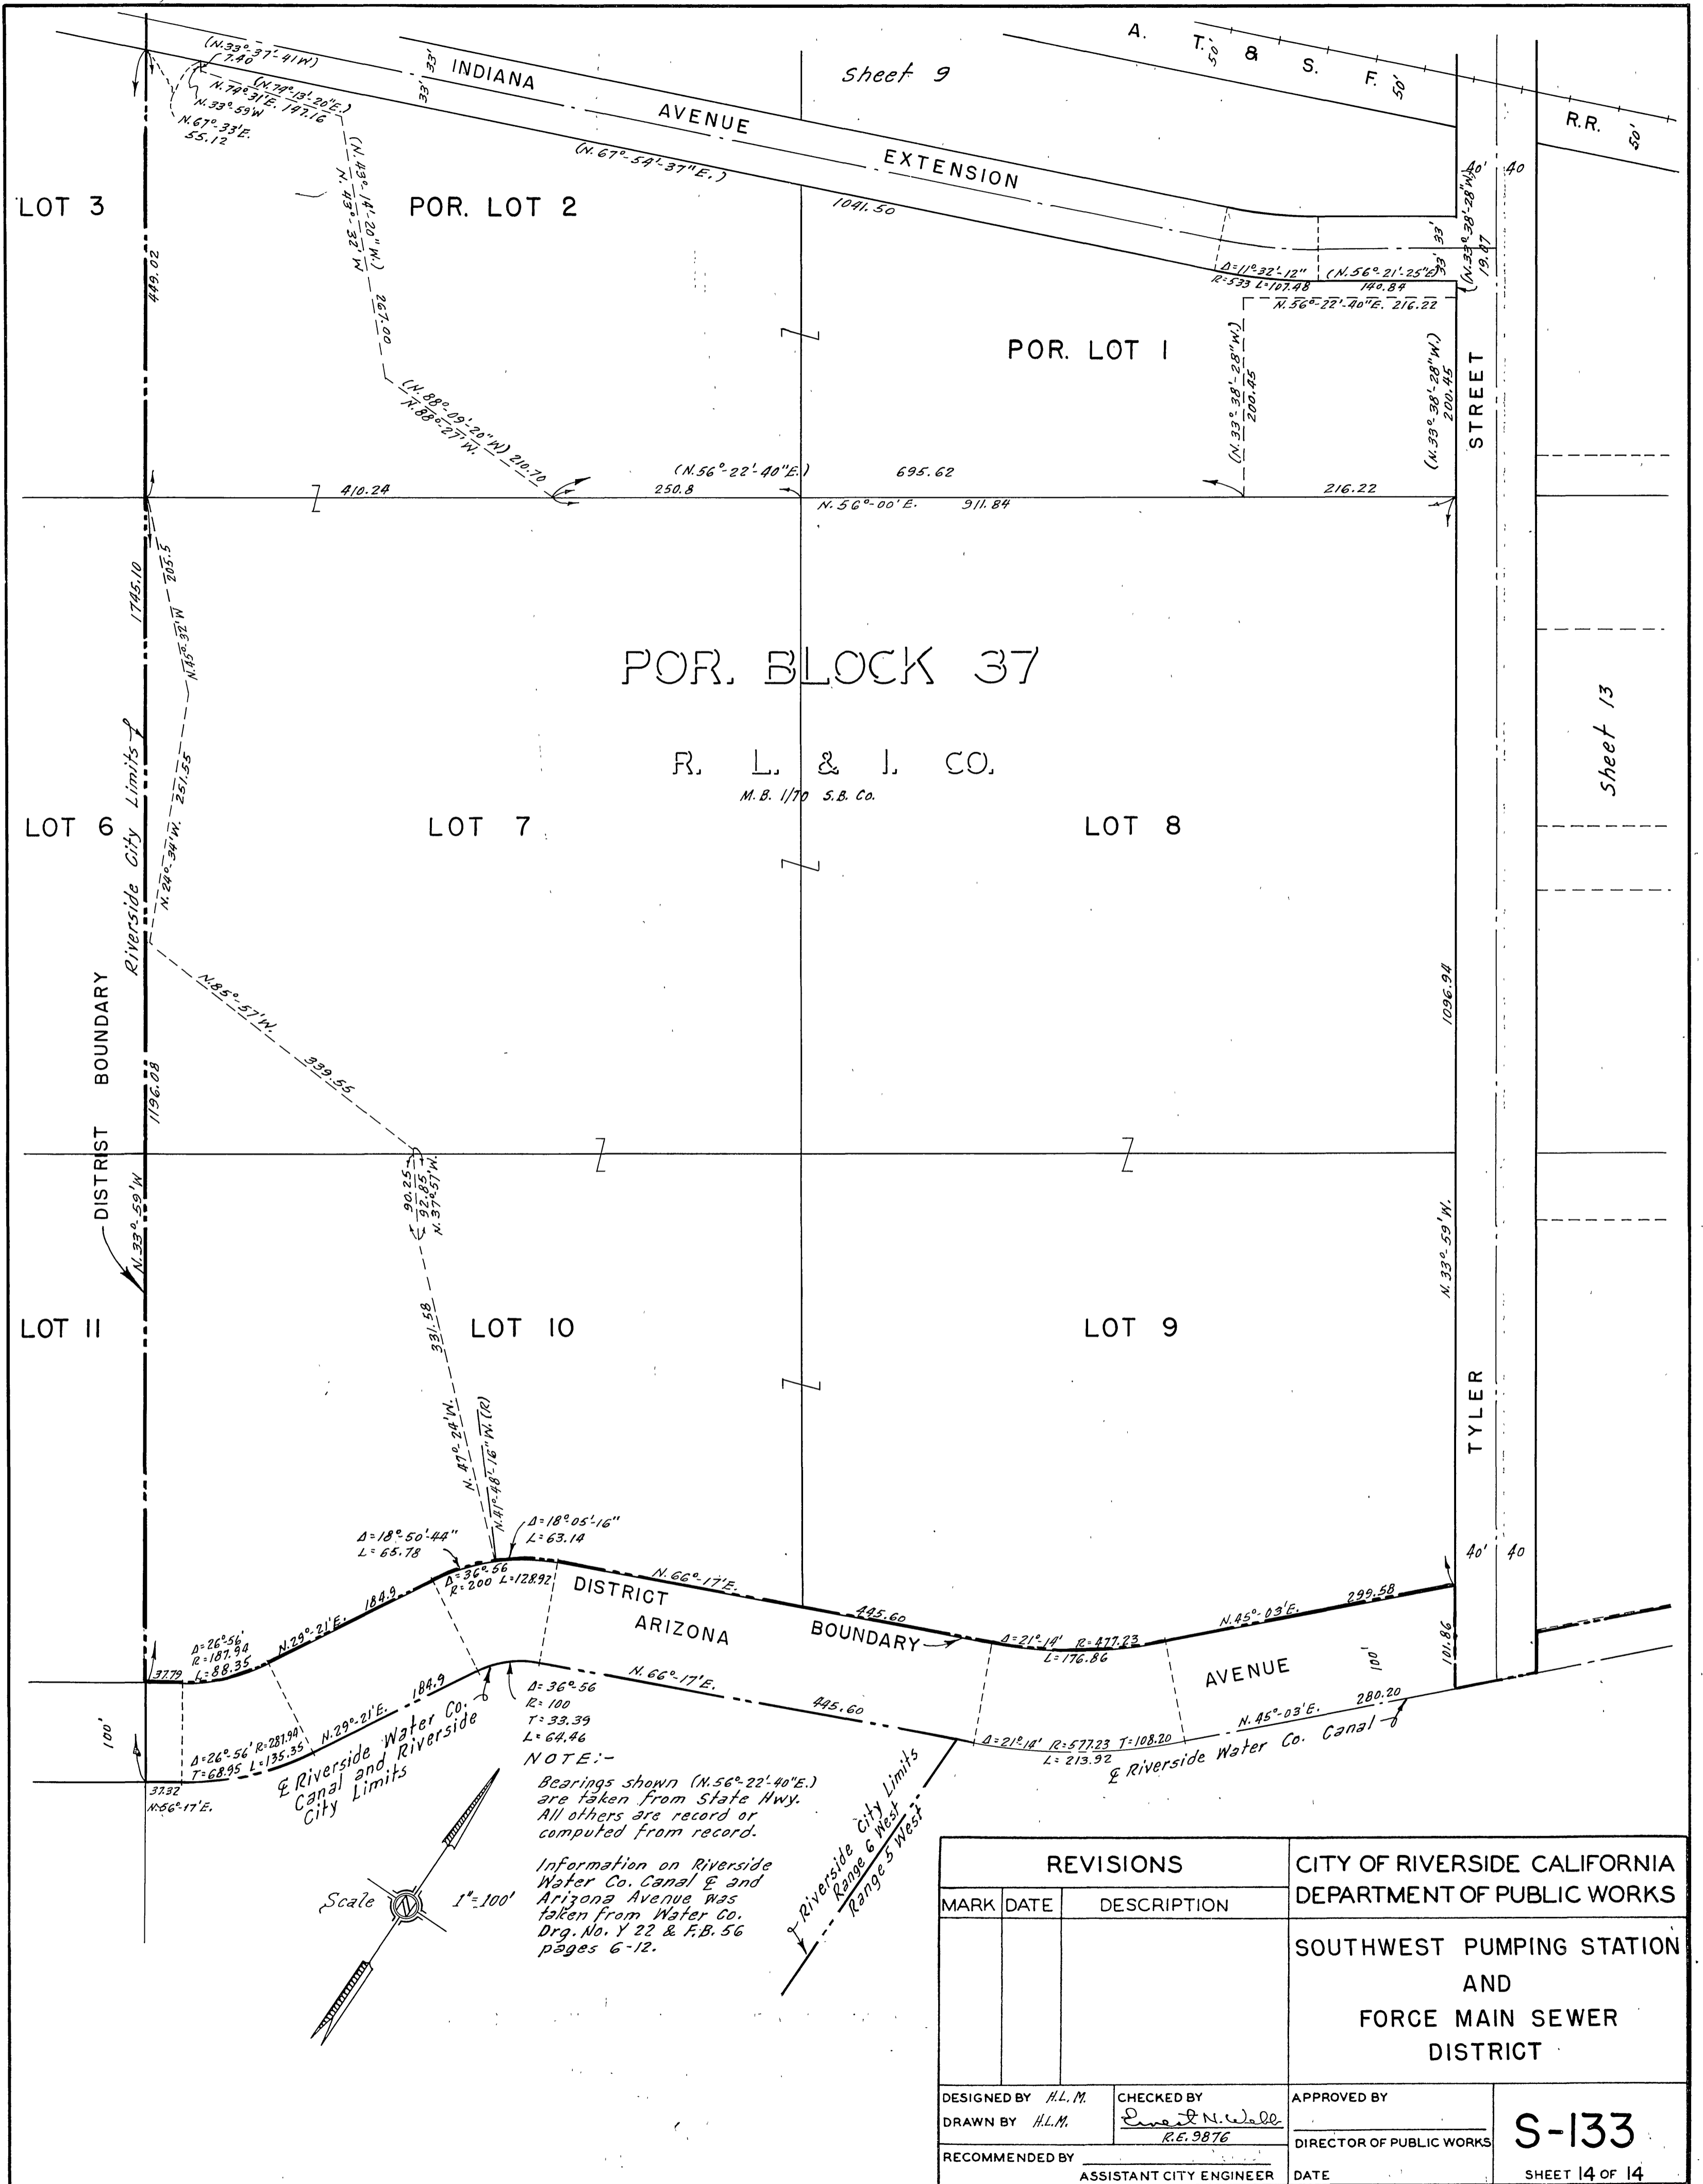 A. T. & S. F. R.R.
50'
50'
50'
Sheet 9
INDIANA AVENUE EXTENSION
33' 33'
(N.33°-37'-41W)
7.40
(N.74°-13'-20"E.)
N.74°31'E. 197.16
N.33°59'W
N.67°-33'E.
55.12
(N.67°-54'-37"E.)
1041.50
(N.43°-14'-20"W.)
N.43°-32'W 267.00
LOT 3
POR. LOT 2
POR. LOT 1
449.02
Δ=11°32'-12"
R=533 L=107.48
(N.56°-21'-25"E)
140.84
N.56°-22'-40"E. 216.22
33' 33'
(N.33°38'-28"W)
19.07
40' 40
(N.33°38'-28"W.)
200.45
(N.33°38'-28"W.)
200.45
STREET
(N.88°-09'-20"W)
N.88°-27'W. 210.70
(N.56°-22'-40"E.) 695.62
410.24
250.8
216.22
N.56°-00'E. 911.84
1745.10
N.45°32'W 205.5
POR. BLOCK 37
R. L. & I. CO.
M.B. 1/70 S.B. Co.
Sheet 13
Riverside City Limits
N.24°-34'W. 251.55
LOT 6
LOT 7
LOT 8
DISTRIST BOUNDARY
N.85°-57'W.
339.55
1096.94
1196.08
N.33°-59'W
90.25
92.85
N.37°57'W.
N.33°-59'W.
LOT 11
LOT 10
LOT 9
331.58
N.47°-24'W.
N.41°-48'-16"W.(R)
TYLER
40' 40
Δ=18°-50'-44"
L=65.78
Δ=18°05'-16"
L=63.14
Δ=36°-56
R=200 L=128.92
DISTRICT BOUNDARY
N.66°-17'E.
445.60
ARIZONA AVENUE
Δ=21°-14' R=477.23
L=176.86
N.45°-03'E. 299.58
101.86
100'
Δ=26°56'
R=187.94
L=88.35
N.29°-21'E. 184.9
37.79
100'
Δ=26°-56' R=287.94
T=68.95 L=135.35
N.29°-21'E. 184.9
37.32
N.56°-17'E.
℄ Riverside Water Co.
Canal and Riverside
City Limits
Δ=36°56
R=100
T=33.39
L=64.46
N.66°-17'E.
445.60
Δ=21°14' R=577.23 T=108.20
L=213.92
N.45°-03'E. 280.20
℄ Riverside Water Co. Canal
NOTE:-
Bearings shown (N.56°-22'-40"E.)
are taken from State Hwy.
All others are record or
computed from record.
Information on Riverside
Water Co. Canal ℄ and
Arizona Avenue was
taken from Water Co.
Drg. No. Y 22 & F.B. 56
pages 6-12.
Scale 1"=100'
Riverside City Limits
Range 6 West
Range 5 West
REVISIONS
MARK DATE DESCRIPTION
CITY OF RIVERSIDE CALIFORNIA
DEPARTMENT OF PUBLIC WORKS
SOUTHWEST PUMPING STATION
AND
FORCE MAIN SEWER
DISTRICT
DESIGNED BY H.L.M.
DRAWN BY H.L.M.
CHECKED BY
Ernest N. Webb
R.E. 9876
RECOMMENDED BY
ASSISTANT CITY ENGINEER
APPROVED BY
DIRECTOR OF PUBLIC WORKS
DATE
S-133
SHEET 14 OF 14